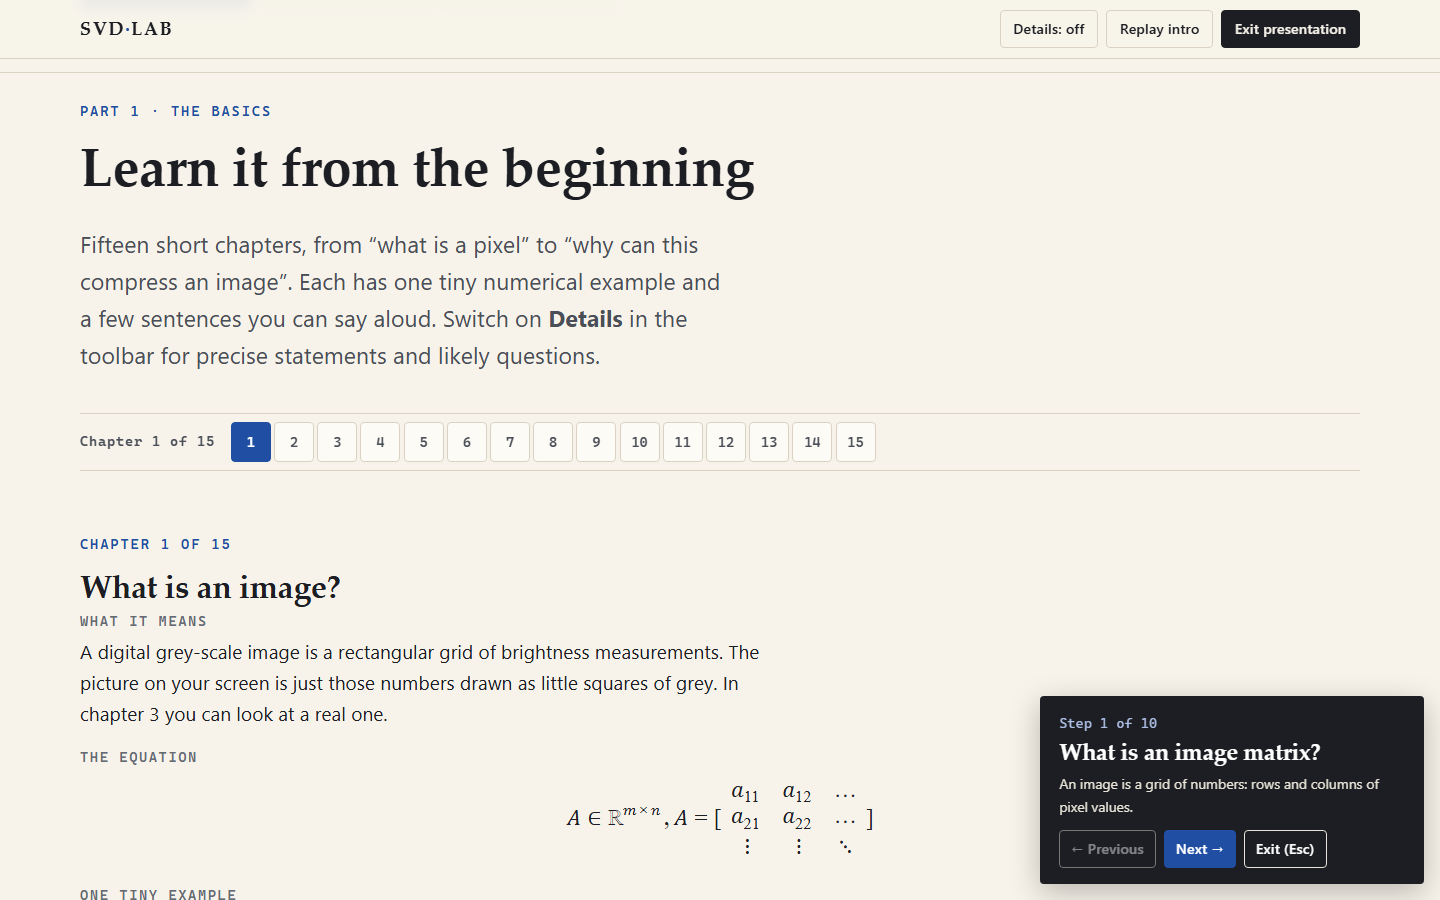 SVD·LAB
Details: off
Replay intro
Exit presentation
PART 1 · THE BASICS
Learn it from the beginning
Fifteen short chapters, from “what is a pixel” to “why can this
compress an image”. Each has one tiny numerical example and
a few sentences you can say aloud. Switch on Details in the
toolbar for precise statements and likely questions.
Chapter 1 of 15 1 2 3 4 5 6 7 8 9 10 11 12 13 14 15
CHAPTER 1 OF 15
What is an image?
WHAT IT MEANS
A digital grey-scale image is a rectangular grid of brightness measurements. The
picture on your screen is just those numbers drawn as little squares of grey. In
chapter 3 you can look at a real one.
THE EQUATION
a₁₁ a₁₂ …
A ∈ ℝᵐ×ⁿ, A = [ a₂₁ a₂₂ … ]
⋮ ⋮ ⋱
ONE TINY EXAMPLE
Step 1 of 10
What is an image matrix?
An image is a grid of numbers: rows and columns of
pixel values.
← Previous
Next →
Exit (Esc)